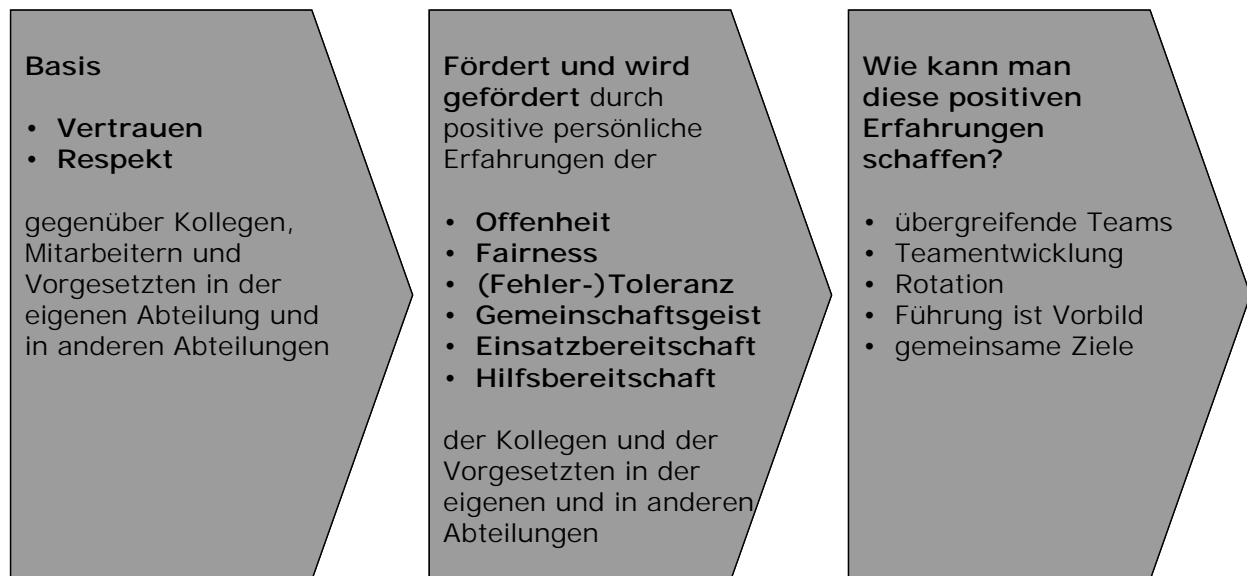 Basis
• Vertrauen
• Respekt
gegenüber Kollegen,
Mitarbeitern und
Vorgesetzten in der
eigenen Abteilung und
in anderen Abteilungen
Fördert und wird
gefördert durch
positive persönliche
Erfahrungen der
• Offenheit
• Fairness
• (Fehler-)Toleranz
• Gemeinschaftsgeist
• Einsatzbereitschaft
• Hilfsbereitschaft
der Kollegen und der
Vorgesetzten in der
eigenen und in anderen
Abteilungen
Wie kann man
diese positiven
Erfahrungen
schaffen?
• übergreifende Teams
• Teamentwicklung
• Rotation
• Führung ist Vorbild
• gemeinsame Ziele